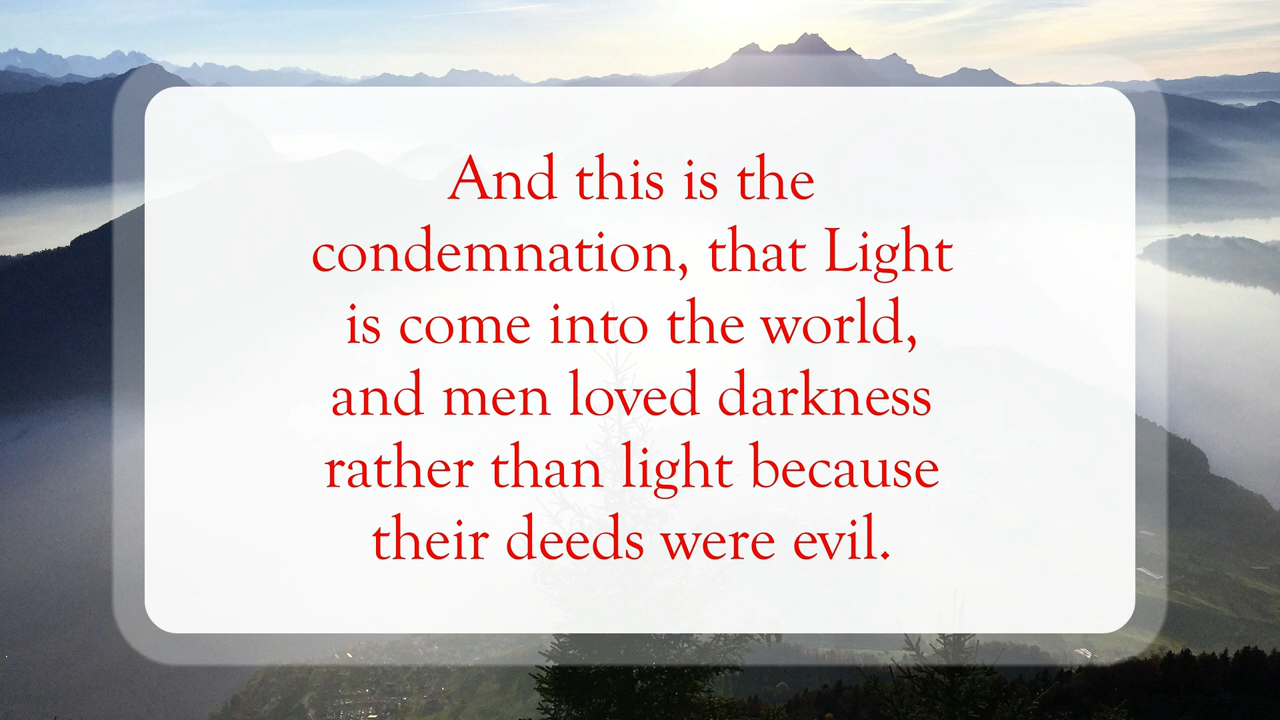 And this is the
condemnation, that Light
is come into the world,
and men loved darkness
rather than light because
their deeds were evil.